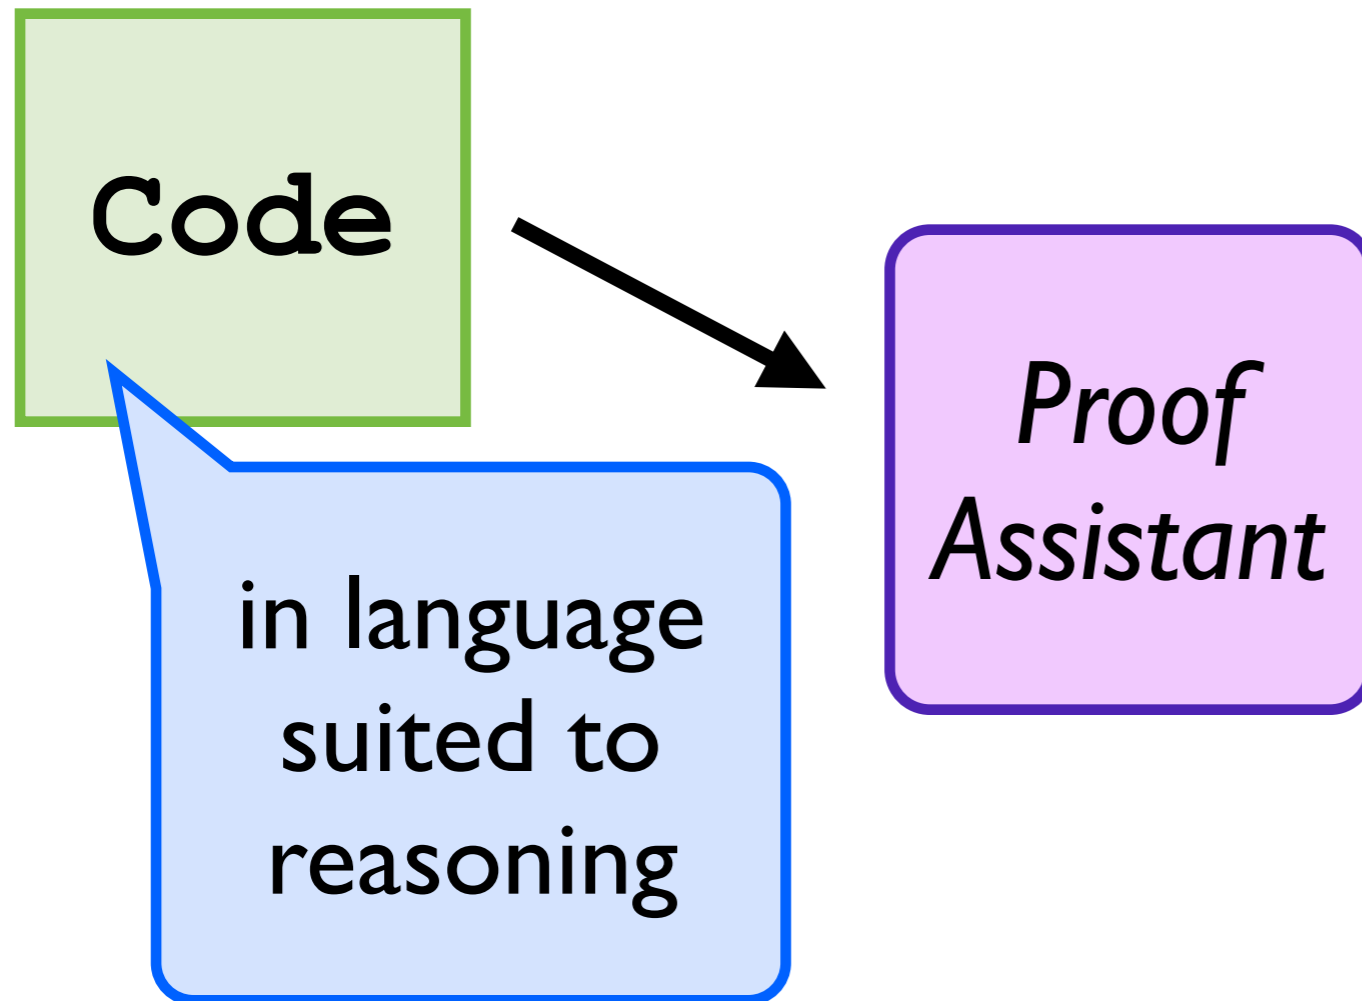 Code
Proof
Assistant
in language
suited to
reasoning